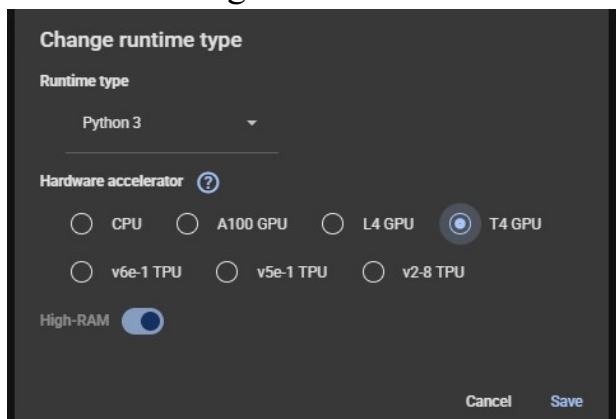 Change runtime type
Runtime type
Python 3
Hardware accelerator
CPU A100 GPU L4 GPU T4 GPU
v6e-1 TPU v5e-1 TPU v2-8 TPU
High-RAM
Cancel Save